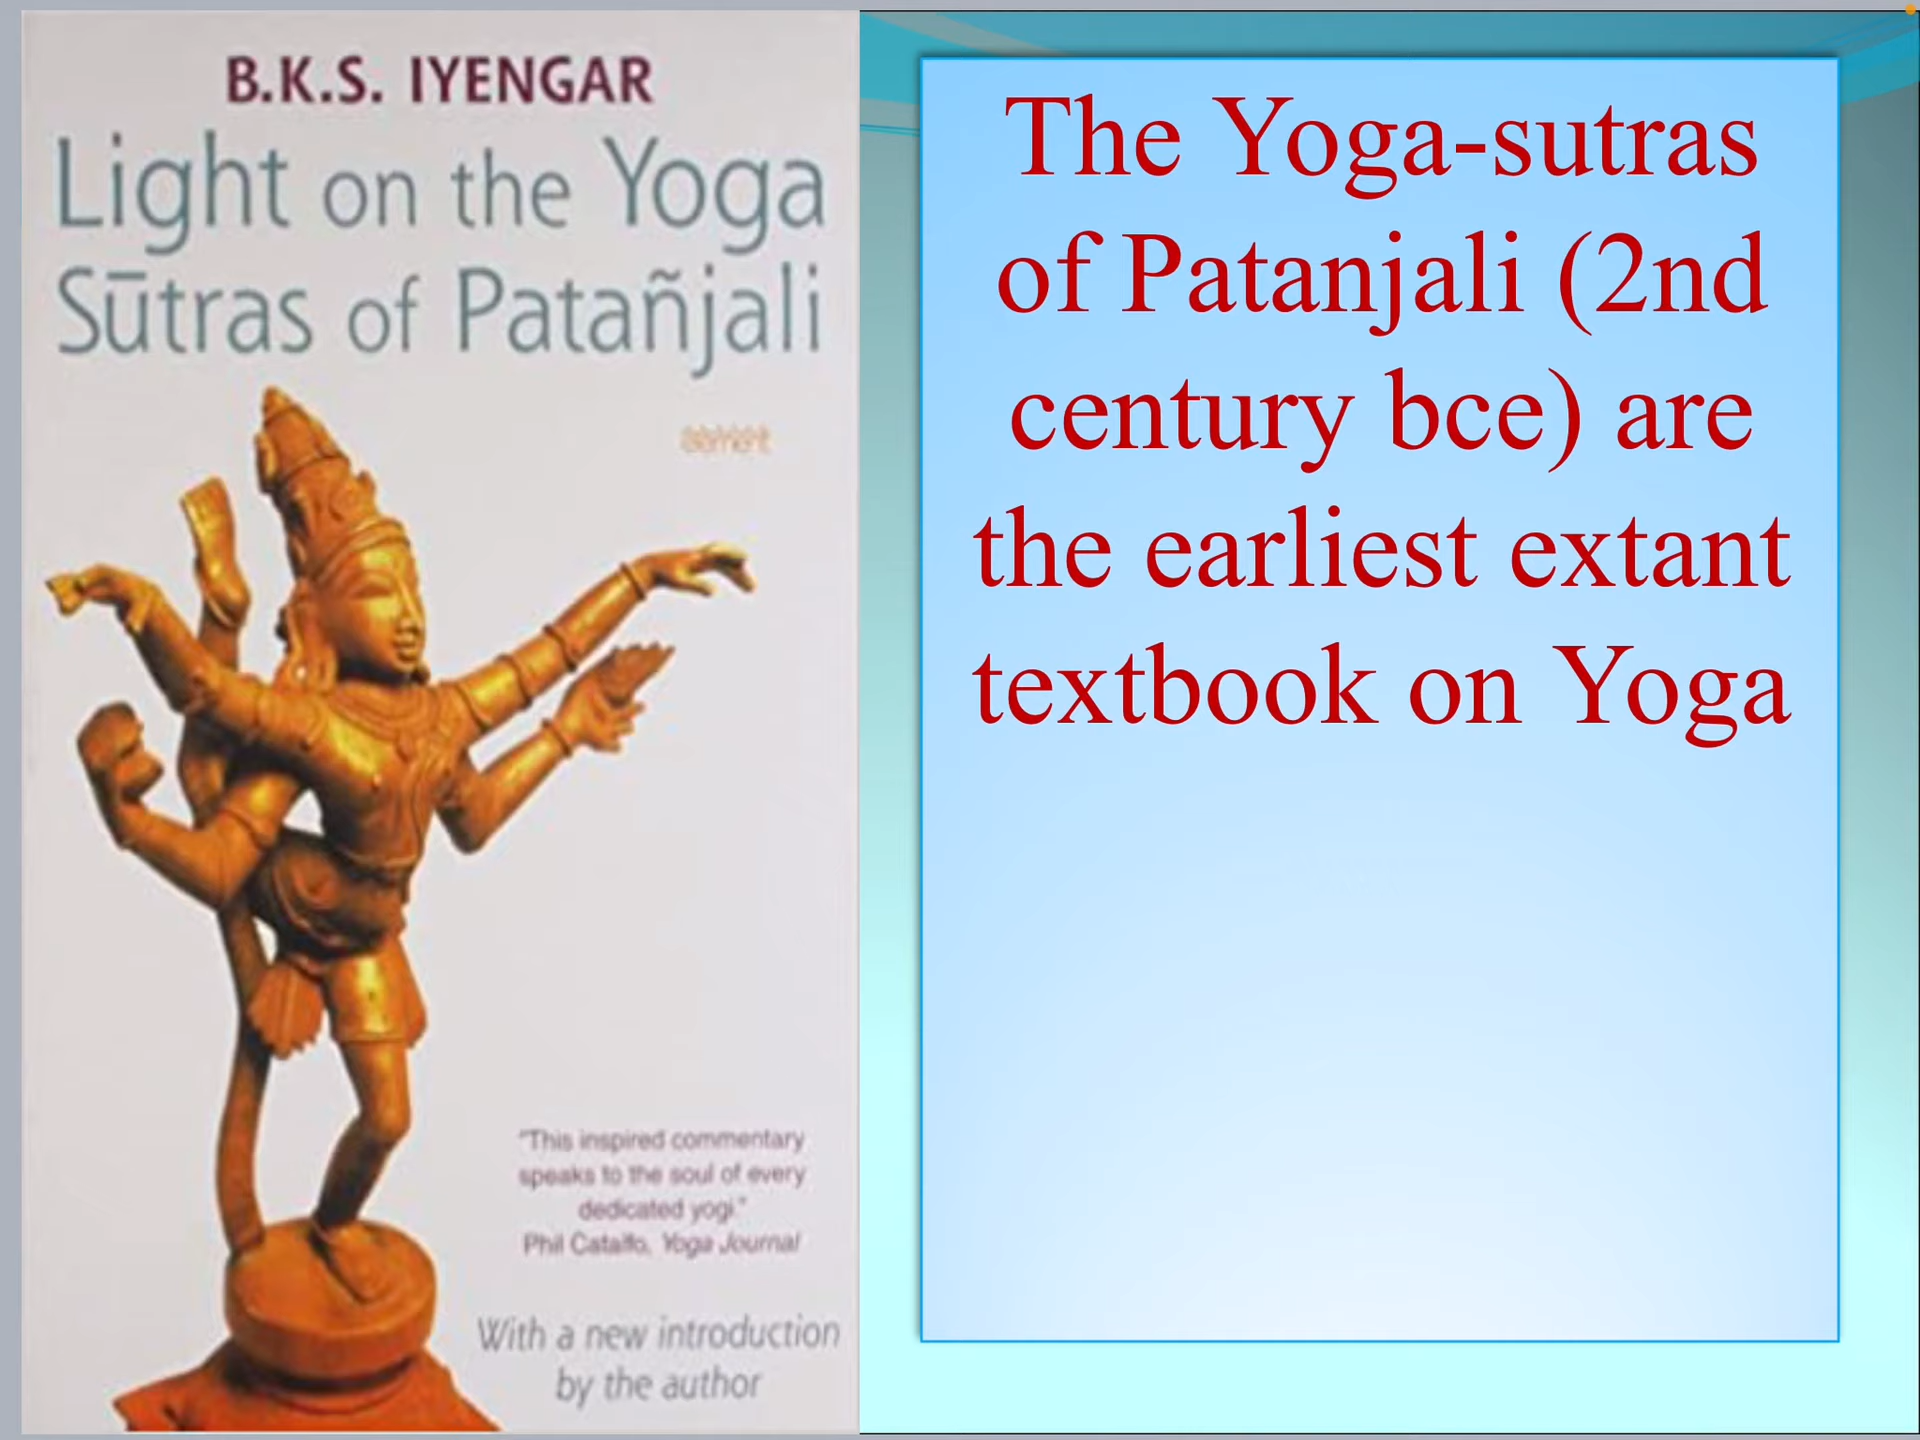 B.K.S. IYENGAR
Light on the Yoga
Sūtras of Patañjali
element
"This inspired commentary
speaks to the soul of every
dedicated yogi."
Phil Catalfo, Yoga Journal
With a new introduction
by the author
The Yoga-sutras
of Patanjali (2nd
century bce) are
the earliest extant
textbook on Yoga